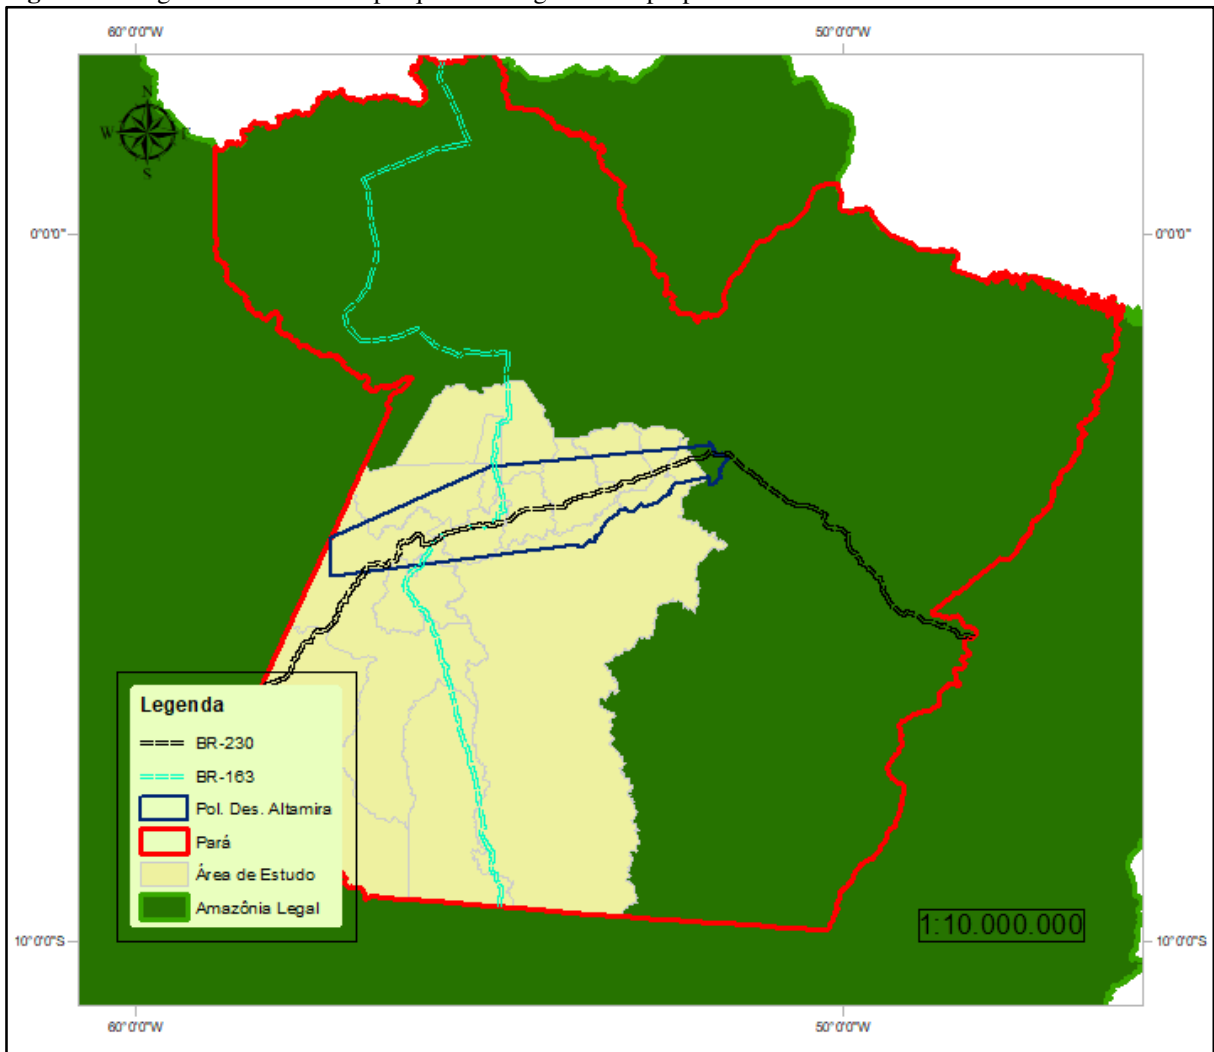 60°0'0"W
50°0'0"W
N
W
S
0°0'0"
0°0'0"
Legenda
BR-230
BR-163
Pol. Des. Altamira
Pará
Área de Estudo
Amazônia Legal
1:10.000.000
10°0'0"S
10°0'0"S
60°0'0"W
50°0'0"W